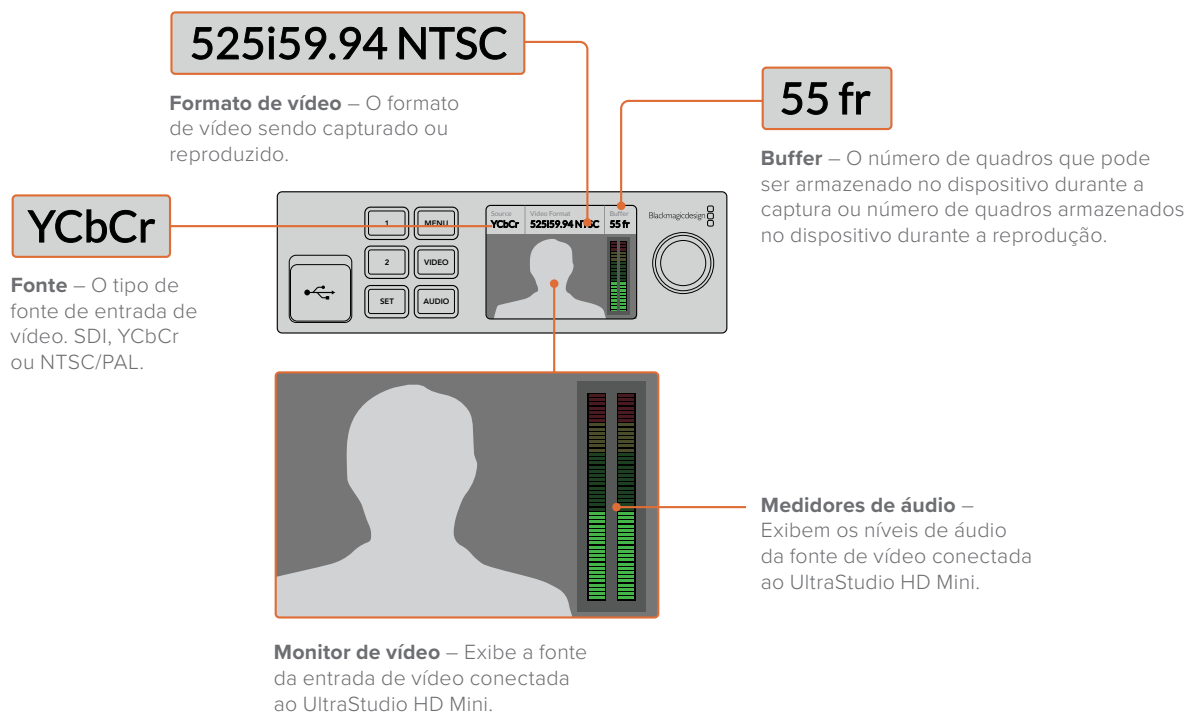 525i59.94 NTSC
Formato de vídeo – O formato
de vídeo sendo capturado ou
reproduzido.
55 fr
Buffer – O número de quadros que pode
ser armazenado no dispositivo durante a
captura ou número de quadros armazenados
no dispositivo durante a reprodução.
YCbCr
Fonte – O tipo de
fonte de entrada de
vídeo. SDI, YCbCr
ou NTSC/PAL.
1 MENU
2 VIDEO
SET AUDIO
Source Video Format Buffer
YCbCr 525i59.94 NTSC 55 fr
Blackmagicdesign
Medidores de áudio –
Exibem os níveis de áudio
da fonte de vídeo conectada
ao UltraStudio HD Mini.
Monitor de vídeo – Exibe a fonte
da entrada de vídeo conectada
ao UltraStudio HD Mini.